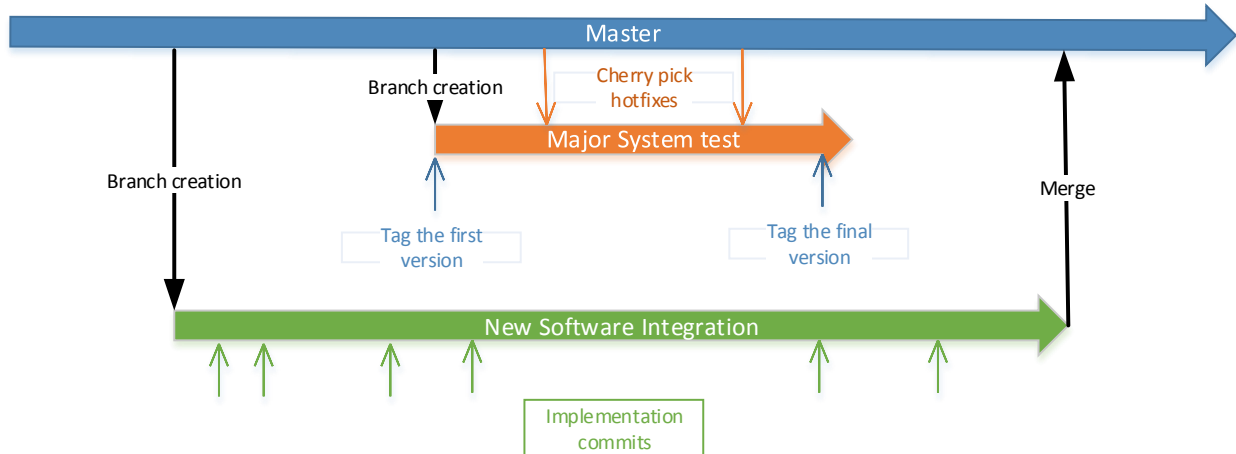 Master
Branch creation
Cherry pick
hotfixes
Major System test
Branch creation
Merge
Tag the first
version
Tag the final
version
New Software Integration
Implementation
commits